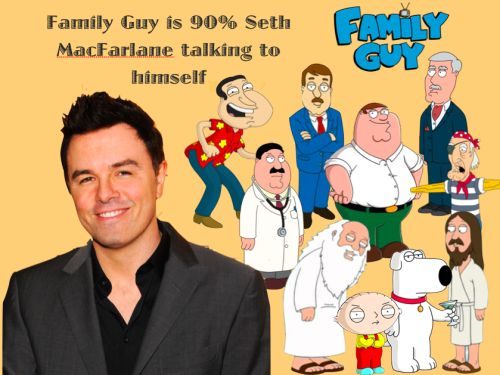 Family Guy is 90% Seth
MacFarlane talking to
himself
FAMILY
GUY